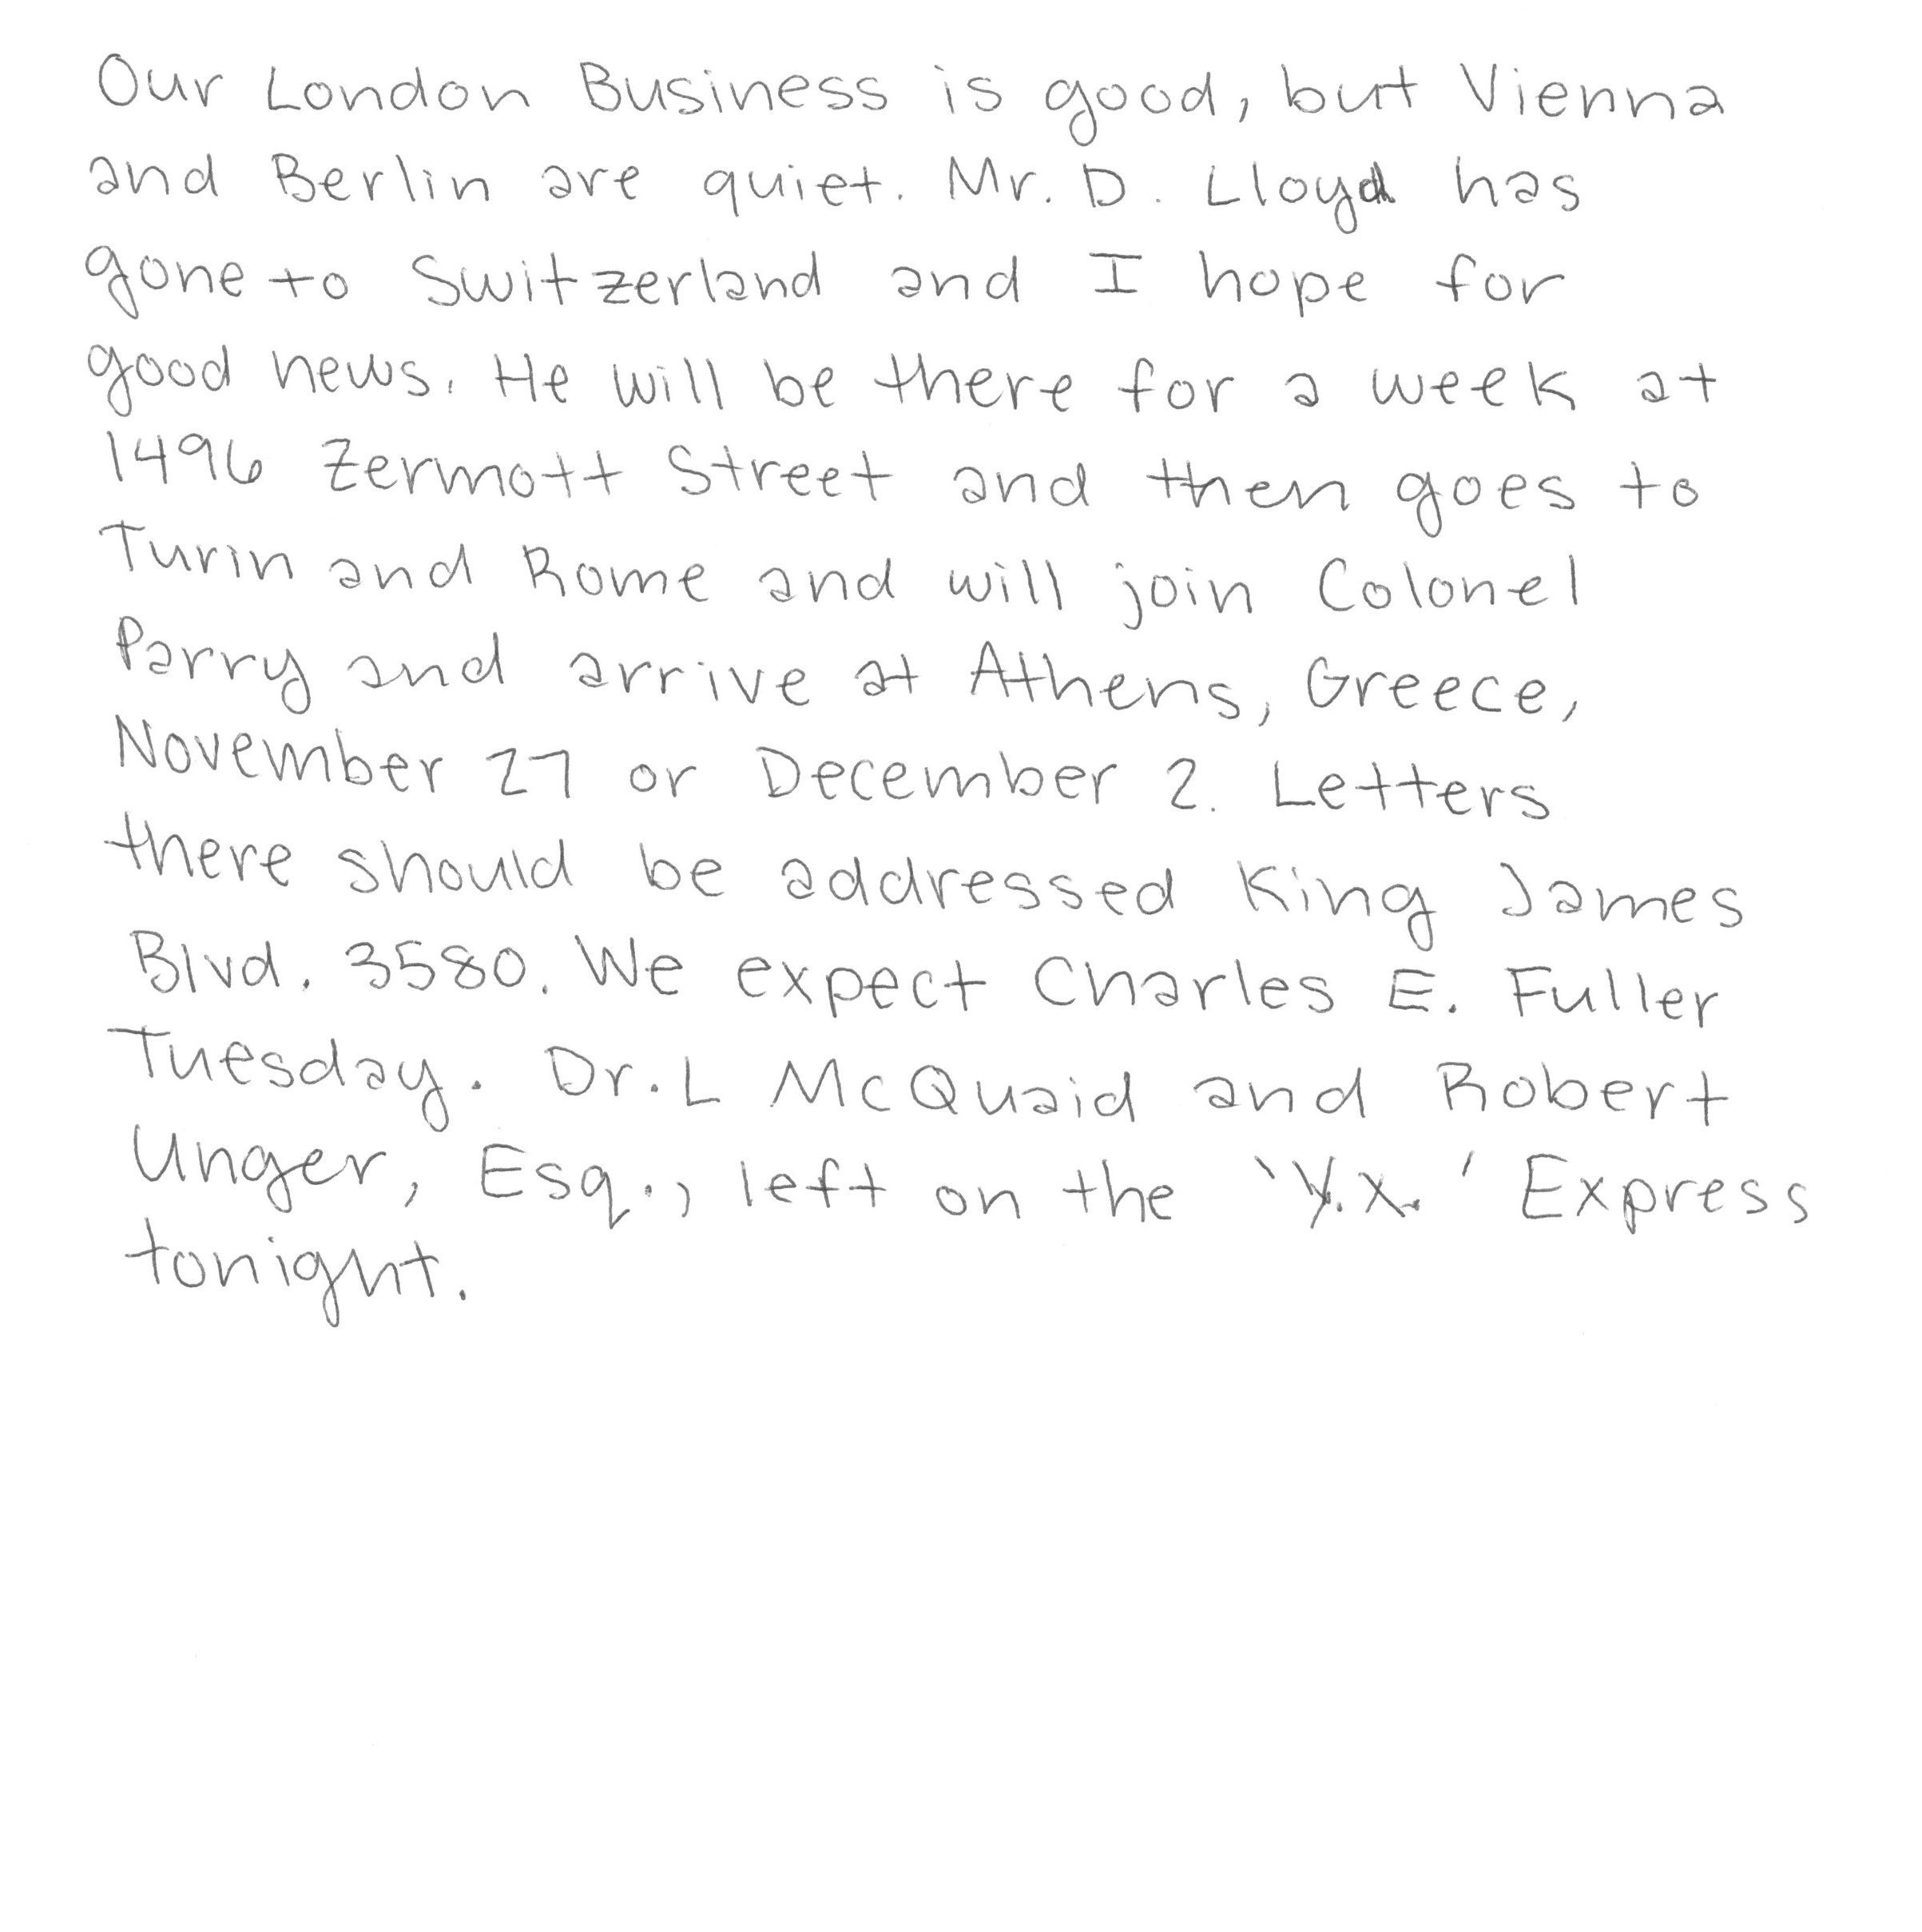 Our London Business is good, but Vienna
and Berlin are quiet. Mr. D. Lloyd has
gone to Switzerland and I hope for
good news. He will be there for a week at
1496 Zermott Street and then goes to
Turin and Rome and will join Colonel
Parry and arrive at Athens, Greece,
November 27 or December 2. Letters
there should be addressed King James
Blvd. 3580. We expect Charles E. Fuller
Tuesday. Dr. L McQuaid and Robert
Unger, Esq., left on the 'Y.X.' Express
tonight.